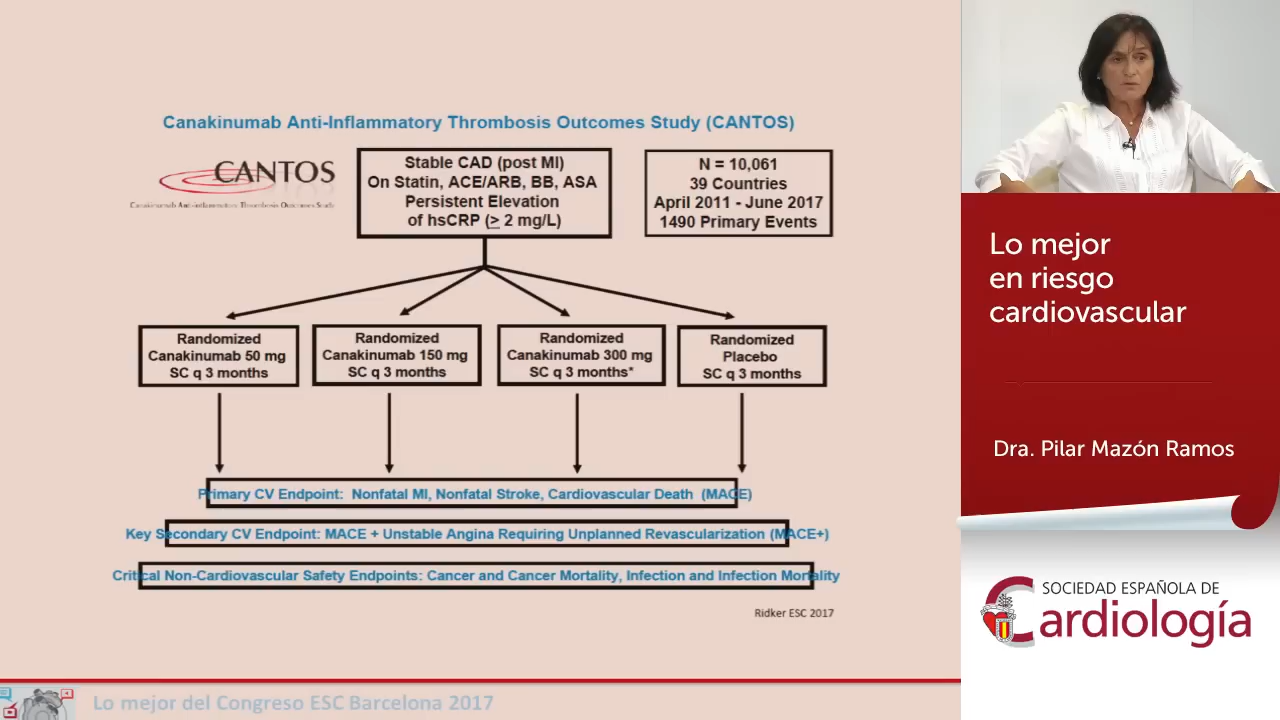 Canakinumab Anti-Inflammatory Thrombosis Outcomes Study (CANTOS)
CANTOS
Canakinumab Anti-inflammatory Thrombosis Outcomes Study
Stable CAD (post MI)
On Statin, ACE/ARB, BB, ASA
Persistent Elevation
of hsCRP (≥ 2 mg/L)
N = 10,061
39 Countries
April 2011 - June 2017
1490 Primary Events
Randomized
Canakinumab 50 mg
SC q 3 months
Randomized
Canakinumab 150 mg
SC q 3 months
Randomized
Canakinumab 300 mg
SC q 3 months*
Randomized
Placebo
SC q 3 months
Primary CV Endpoint: Nonfatal MI, Nonfatal Stroke, Cardiovascular Death (MACE)
Key Secondary CV Endpoint: MACE + Unstable Angina Requiring Unplanned Revascularization (MACE+)
Critical Non-Cardiovascular Safety Endpoints: Cancer and Cancer Mortality, Infection and Infection Mortality
Ridker ESC 2017
Lo mejor del Congreso ESC Barcelona 2017
Lo mejor
en riesgo
cardiovascular
Dra. Pilar Mazón Ramos
SOCIEDAD ESPAÑOLA DE
Cardiología